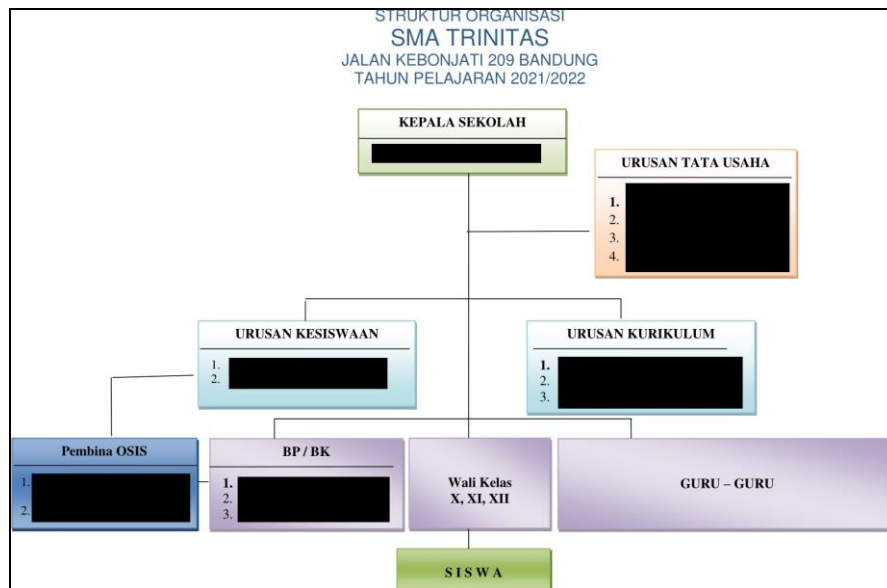 STRUKTUR ORGANISASI
SMA TRINITAS
JALAN KEBONJATI 209 BANDUNG
TAHUN PELAJARAN 2021/2022
KEPALA SEKOLAH
URUSAN TATA USAHA
1.
2.
3.
4.
URUSAN KESISWAAN
1.
2.
URUSAN KURIKULUM
1.
2.
3.
Pembina OSIS
1.
2.
BP / BK
1.
2.
3.
Wali Kelas
X, XI, XII
GURU – GURU
S I S W A